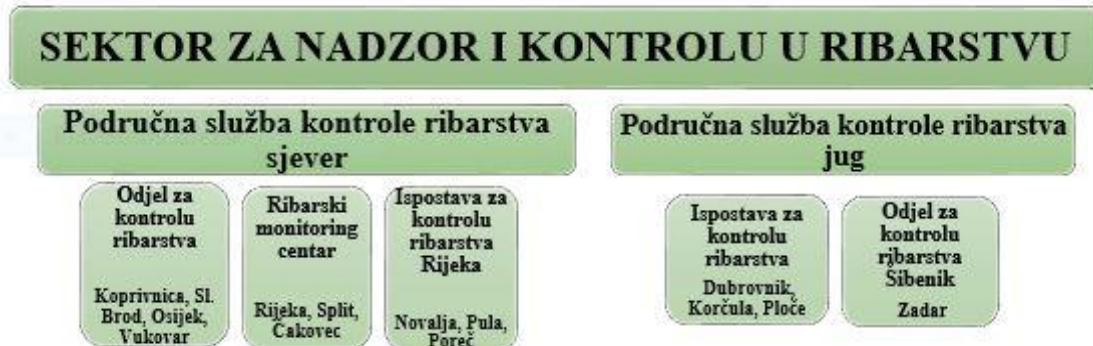 SEKTOR ZA NADZOR I KONTROLU U RIBARSTVU
Područna služba kontrole ribarstva
sjever
Odjel za
kontrolu
ribarstva
Koprivnica, Sl.
Brod, Osijek,
Vukovar
Ribarski
monitoring
centar
Rijeka, Split,
Čakovec
Ispostava za
kontrolu
ribarstva
Rijeka
Novalja, Pula,
Poreč
Područna služba kontrole ribarstva
jug
Ispostava za
kontrolu
ribarstva
Dubrovnik,
Korčula, Ploče
Odjel za
kontrolu
ribarstva
Šibenik
Zadar